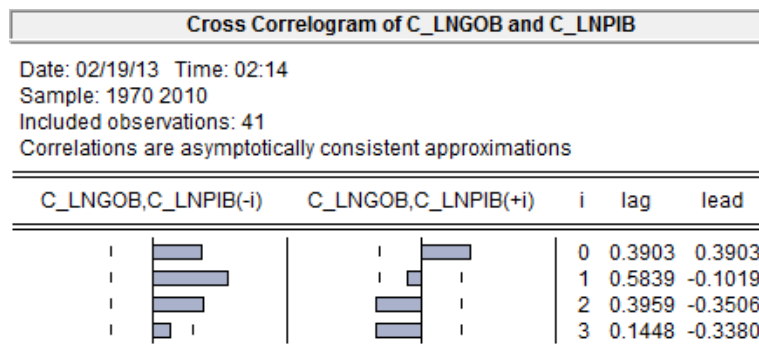 Cross Correlogram of C_LNGOB and C_LNPIB
Date: 02/19/13 Time: 02:14
Sample: 1970 2010
Included observations: 41
Correlations are asymptotically consistent approximations
C_LNGOB,C_LNPIB(-i) C_LNGOB,C_LNPIB(+i) i lag lead
0 0.3903 0.3903
1 0.5839 -0.1019
2 0.3959 -0.3506
3 0.1448 -0.3380